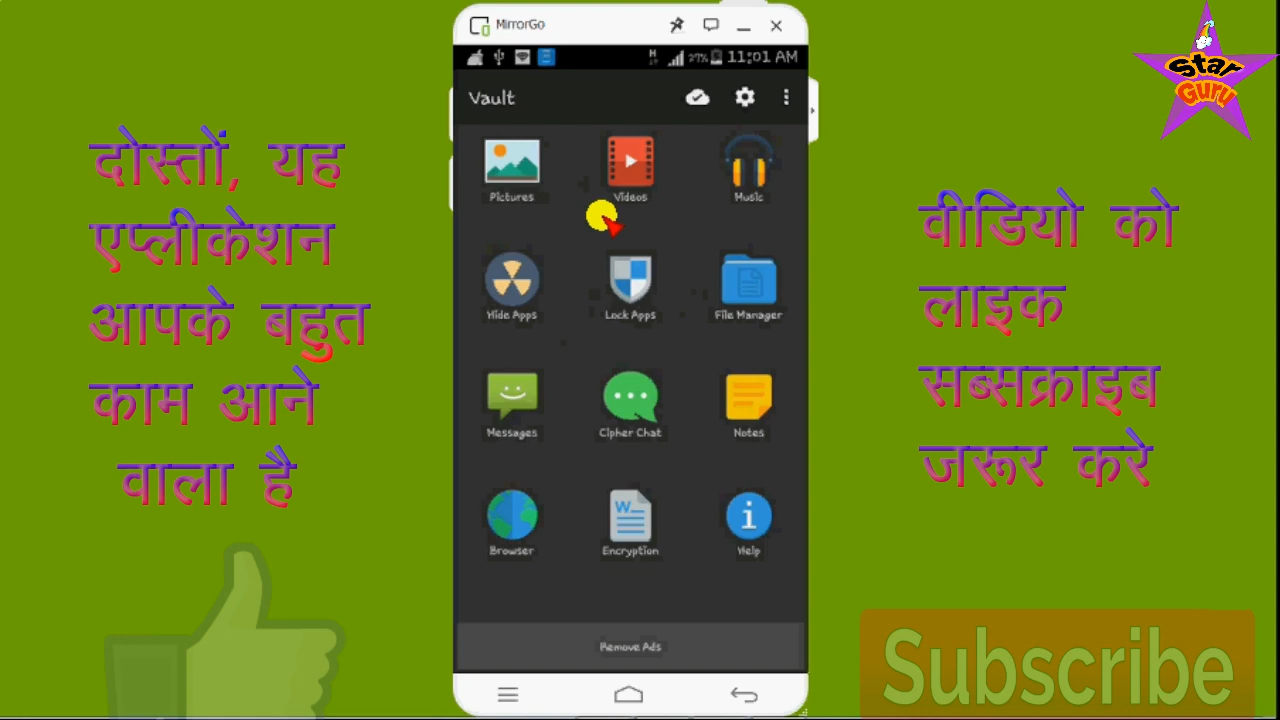 MirrorGo
27% 11:01 AM
Vault
Star
Guru
दोस्तों, यह
एप्लीकेशन
आपके बहुत
काम आने
वाला है
Pictures Videos Music
Hide Apps Lock Apps File Manager
Messages Cipher Chat Notes
W
Browser Encryption Help
Remove Ads
वीडियो को
लाइक
सब्सक्राइब
जरूर करे
Subscribe